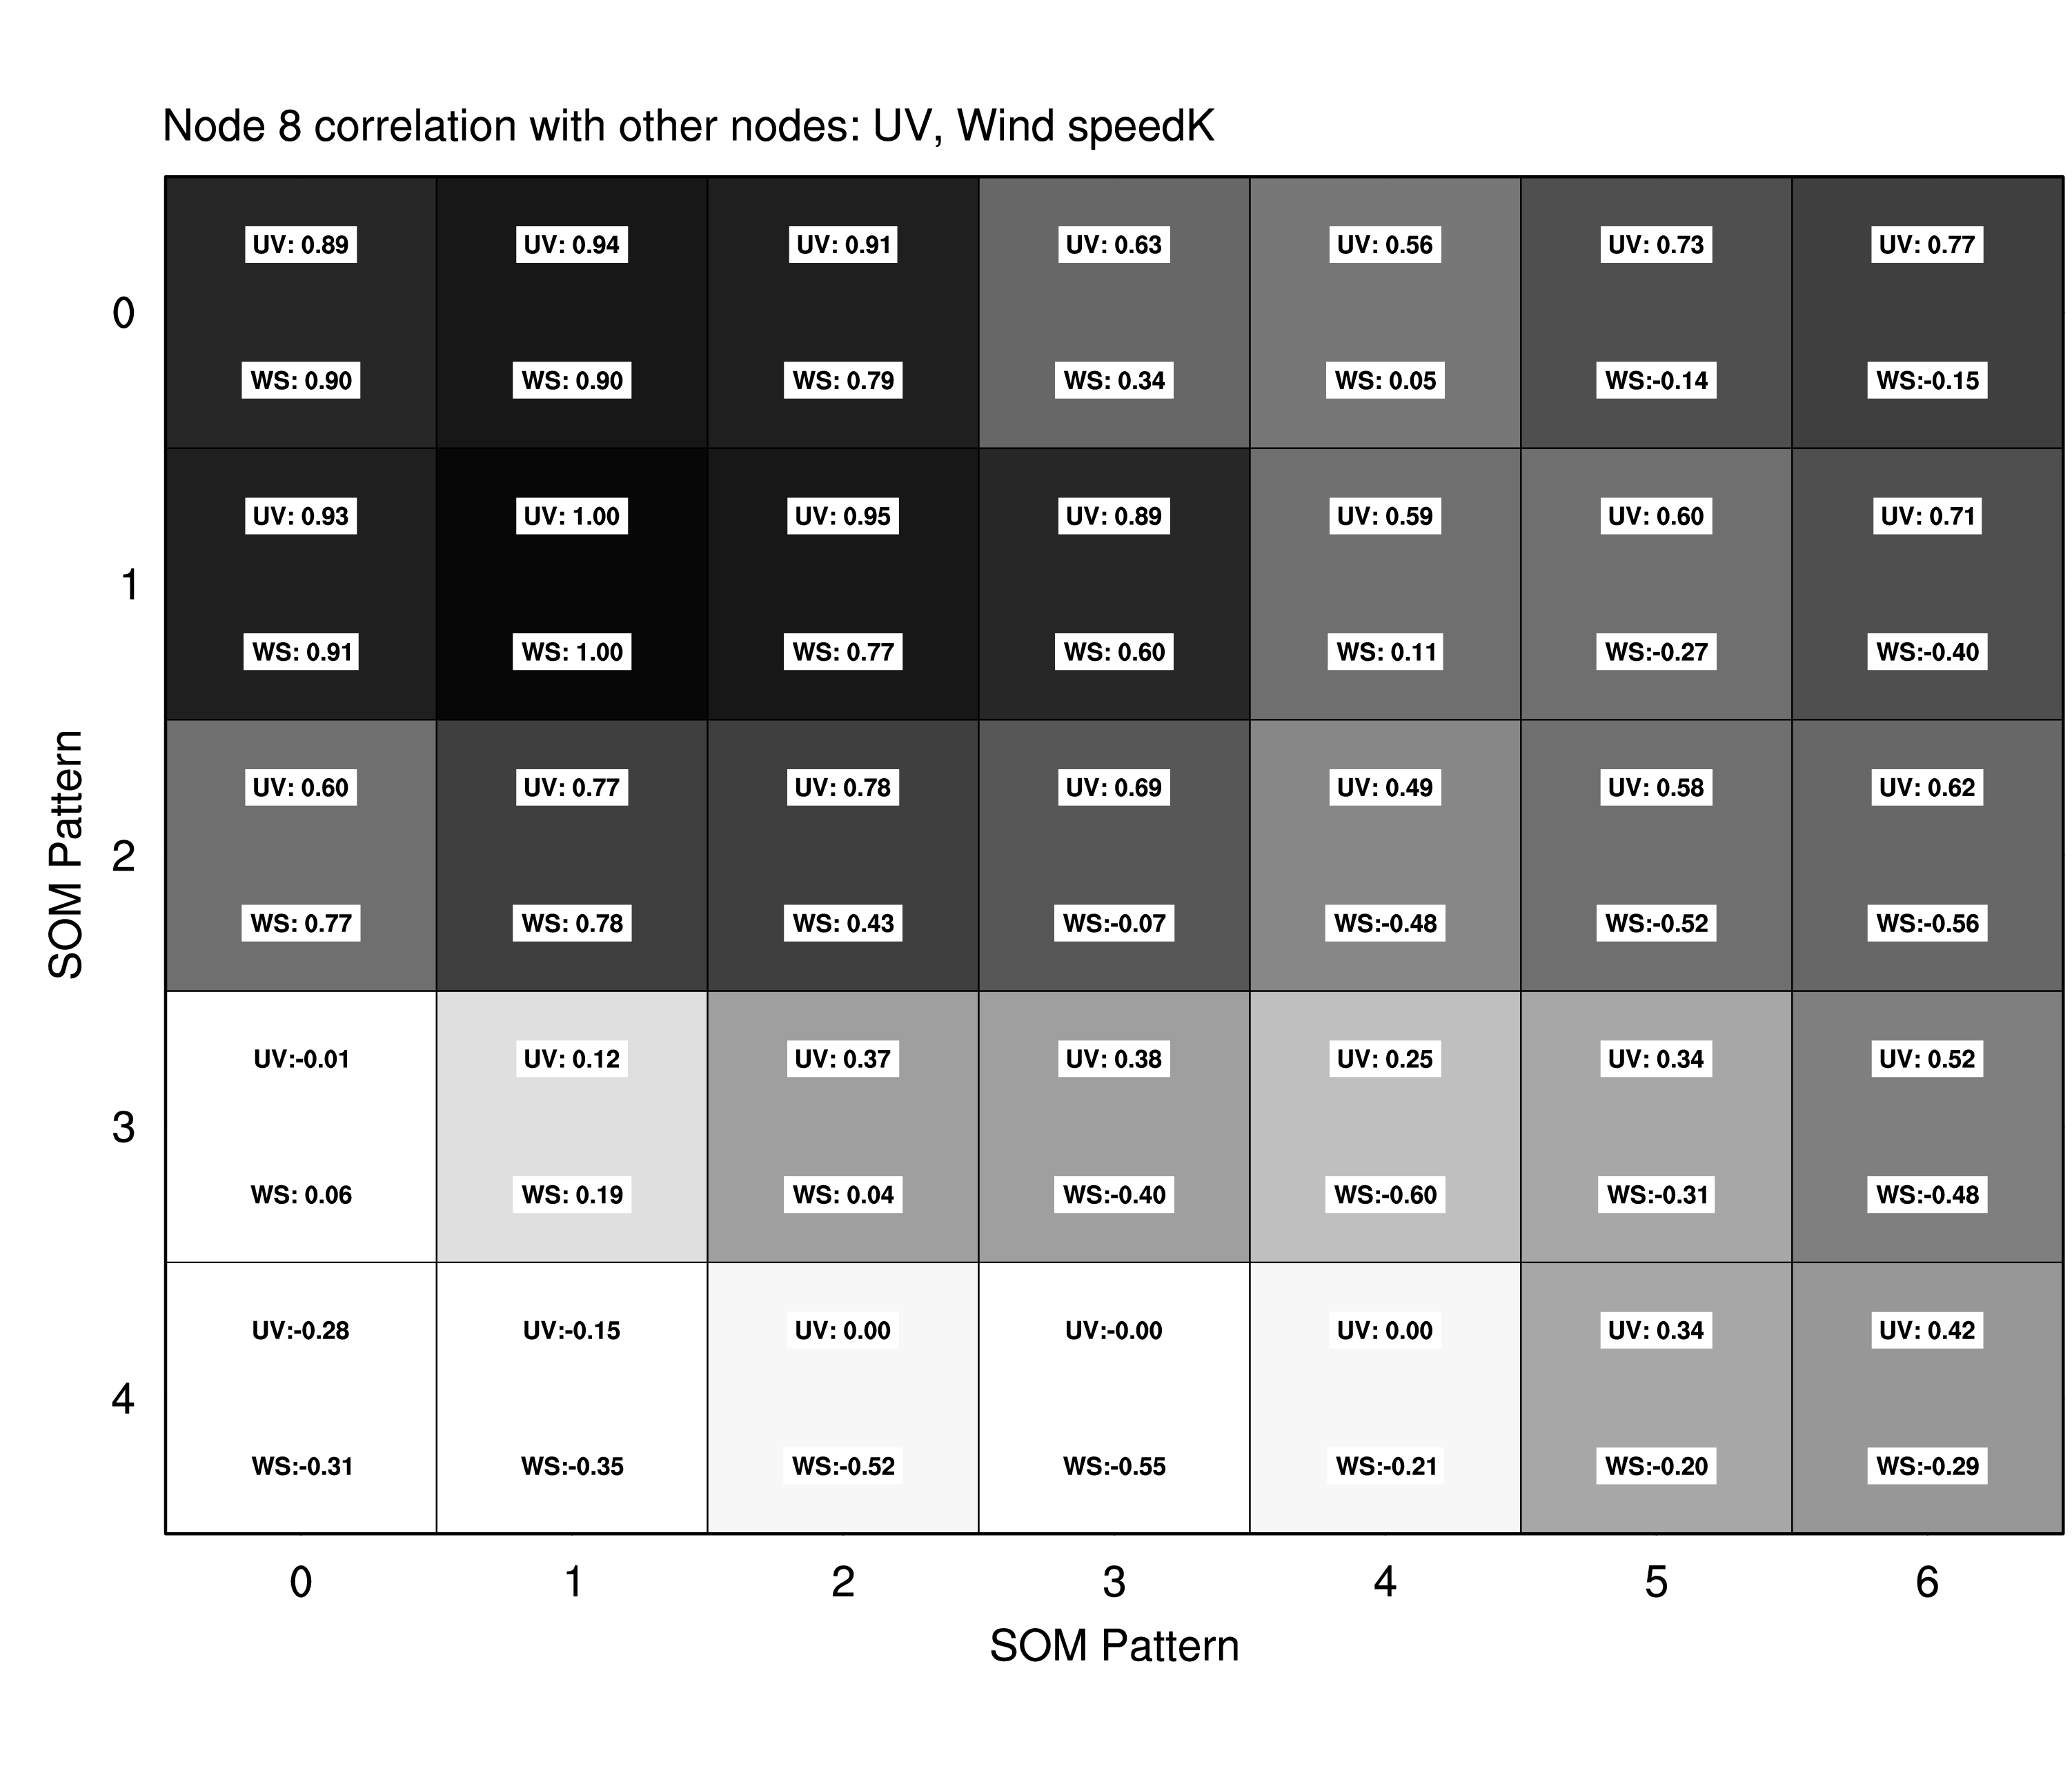 Node 8 correlation with other nodes: UV, Wind speedK
UV: 0.89 UV: 0.94 UV: 0.91 UV: 0.63 UV: 0.56 UV: 0.73 UV: 0.77
0
WS: 0.90 WS: 0.90 WS: 0.79 WS: 0.34 WS: 0.05 WS:-0.14 WS:-0.15
UV: 0.93 UV: 1.00 UV: 0.95 UV: 0.89 UV: 0.59 UV: 0.60 UV: 0.71
1
WS: 0.91 WS: 1.00 WS: 0.77 WS: 0.60 WS: 0.11 WS:-0.27 WS:-0.40
SOM Pattern
UV: 0.60 UV: 0.77 UV: 0.78 UV: 0.69 UV: 0.49 UV: 0.58 UV: 0.62
2
WS: 0.77 WS: 0.78 WS: 0.43 WS:-0.07 WS:-0.48 WS:-0.52 WS:-0.56
UV:-0.01 UV: 0.12 UV: 0.37 UV: 0.38 UV: 0.25 UV: 0.34 UV: 0.52
3
WS: 0.06 WS: 0.19 WS: 0.04 WS:-0.40 WS:-0.60 WS:-0.31 WS:-0.48
UV:-0.28 UV:-0.15 UV: 0.00 UV:-0.00 UV: 0.00 UV: 0.34 UV: 0.42
4
WS:-0.31 WS:-0.35 WS:-0.52 WS:-0.55 WS:-0.21 WS:-0.20 WS:-0.29
0 1 2 3 4 5 6
SOM Pattern